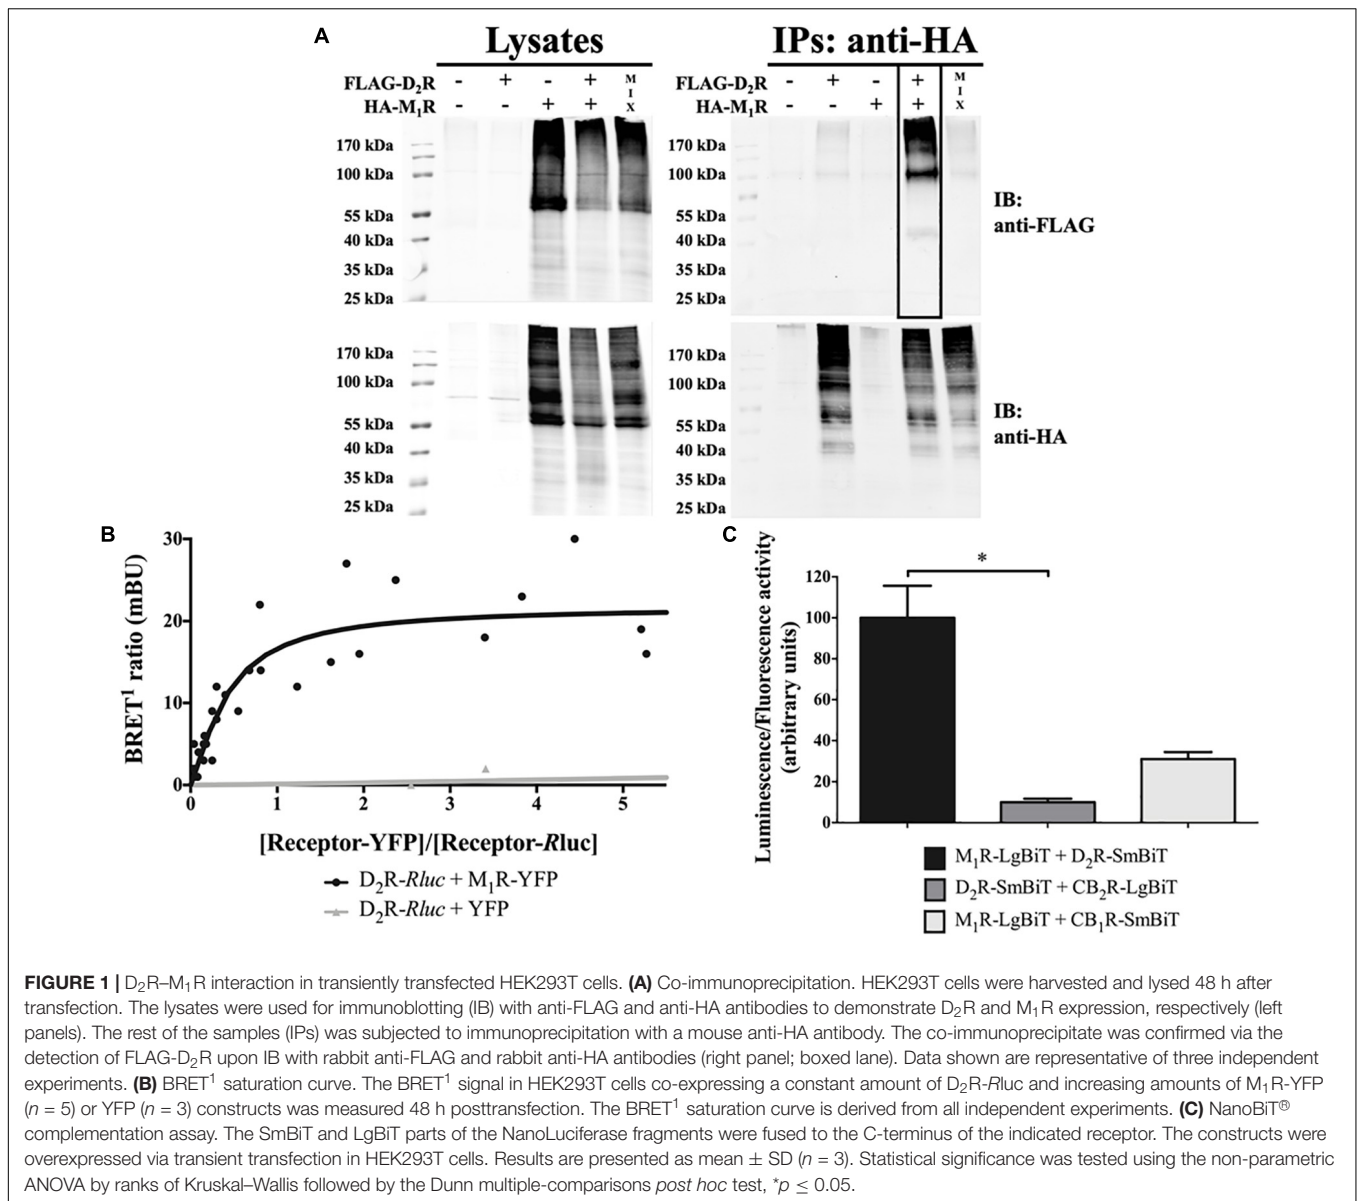 A
Lysates
IPs: anti-HA
FLAG-D2R - + - + MIX
HA-M1R - - + +
FLAG-D2R - + - + MIX
HA-M1R - - + +
170 kDa
100 kDa
55 kDa
40 kDa
35 kDa
25 kDa
170 kDa
100 kDa
55 kDa
40 kDa
35 kDa
25 kDa
IB:
anti-FLAG
170 kDa
100 kDa
55 kDa
40 kDa
35 kDa
25 kDa
170 kDa
100 kDa
55 kDa
40 kDa
35 kDa
25 kDa
IB:
anti-HA
B
BRET1 ratio (mBU)
30
20
10
0
0 1 2 3 4 5
[Receptor-YFP]/[Receptor-Rluc]
D2R-Rluc + M1R-YFP
D2R-Rluc + YFP
C
Luminescence/Fluorescence activity
(arbitrary units)
120
100
80
60
40
20
0
*
M1R-LgBiT + D2R-SmBiT
D2R-SmBiT + CB2R-LgBiT
M1R-LgBiT + CB1R-SmBiT
FIGURE 1 | D2R–M1R interaction in transiently transfected HEK293T cells. (A) Co-immunoprecipitation. HEK293T cells were harvested and lysed 48 h after
transfection. The lysates were used for immunoblotting (IB) with anti-FLAG and anti-HA antibodies to demonstrate D2R and M1R expression, respectively (left
panels). The rest of the samples (IPs) was subjected to immunoprecipitation with a mouse anti-HA antibody. The co-immunoprecipitate was confirmed via the
detection of FLAG-D2R upon IB with rabbit anti-FLAG and rabbit anti-HA antibodies (right panel; boxed lane). Data shown are representative of three independent
experiments. (B) BRET1 saturation curve. The BRET1 signal in HEK293T cells co-expressing a constant amount of D2R-Rluc and increasing amounts of M1R-YFP
(n = 5) or YFP (n = 3) constructs was measured 48 h posttransfection. The BRET1 saturation curve is derived from all independent experiments. (C) NanoBiT®
complementation assay. The SmBiT and LgBiT parts of the NanoLuciferase fragments were fused to the C-terminus of the indicated receptor. The constructs were
overexpressed via transient transfection in HEK293T cells. Results are presented as mean ± SD (n = 3). Statistical significance was tested using the non-parametric
ANOVA by ranks of Kruskal–Wallis followed by the Dunn multiple-comparisons post hoc test, *p ≤ 0.05.